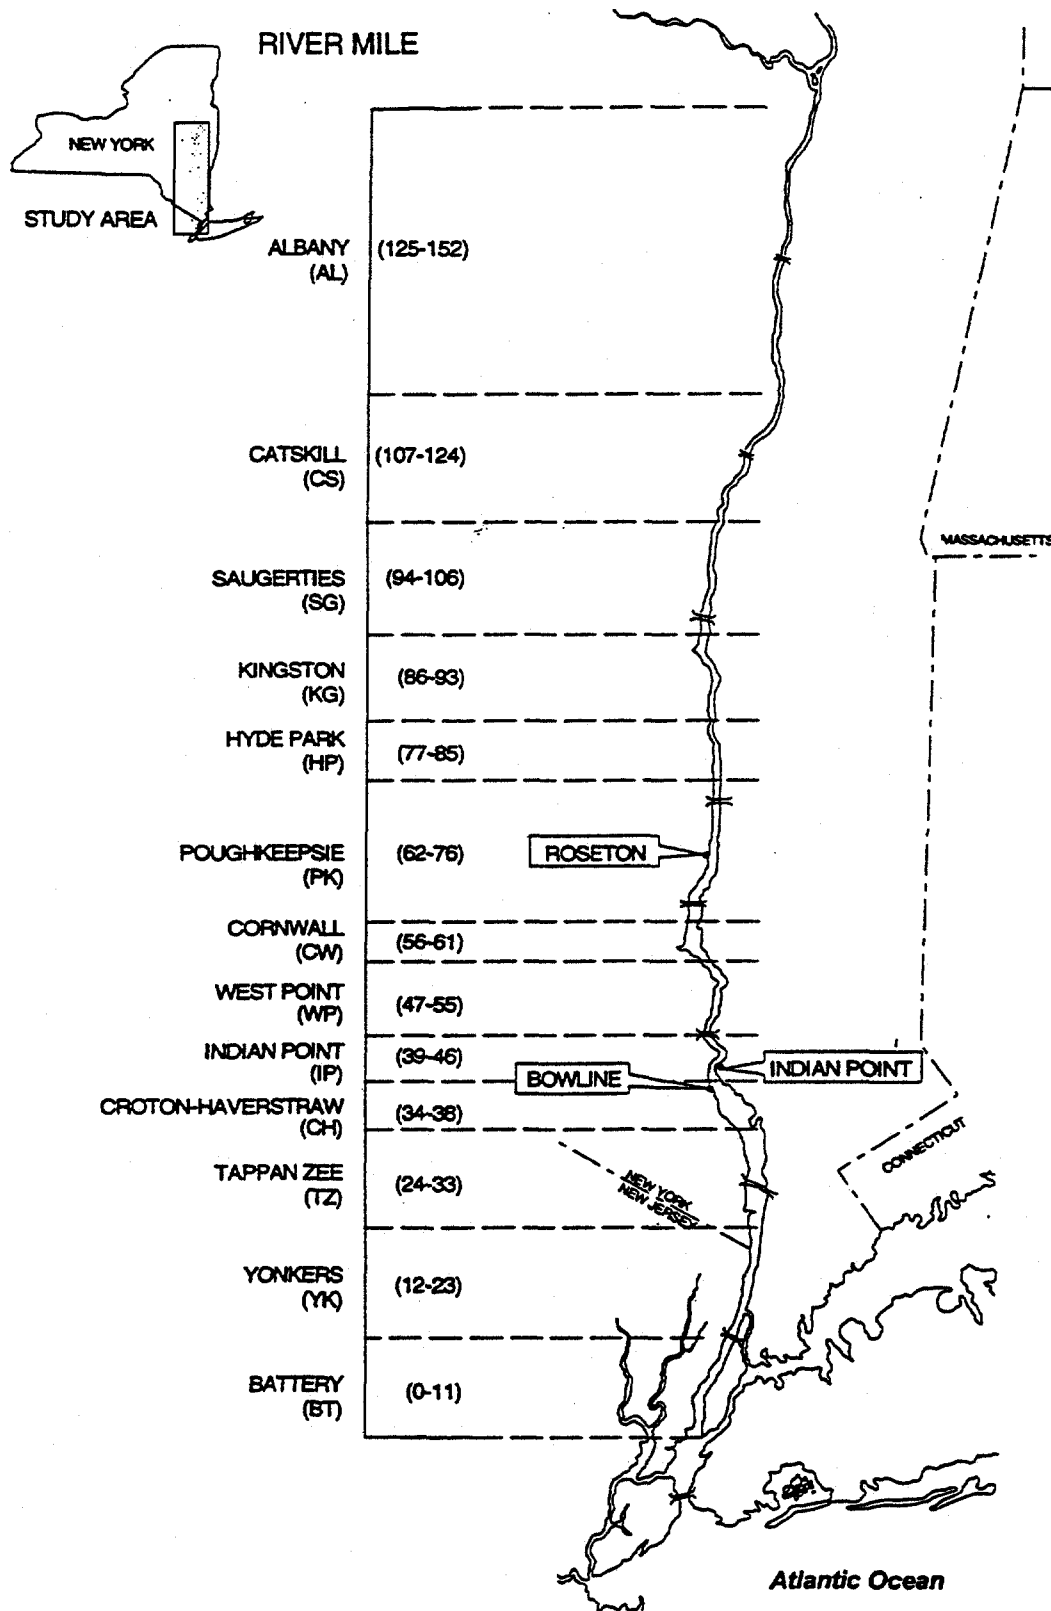 RIVER MILE
NEW YORK
STUDY AREA
ALBANY
(AL)
(125-152)
CATSKILL
(CS)
(107-124)
MASSACHUSETTS
SAUGERTIES
(SG)
(94-106)
KINGSTON
(KG)
(86-93)
HYDE PARK
(HP)
(77-85)
POUGHKEEPSIE
(PK)
(62-76)
ROSETON
CORNWALL
(CW)
(56-61)
WEST POINT
(WP)
(47-55)
INDIAN POINT
(IP)
(39-46)
INDIAN POINT
BOWLINE
CROTON-HAVERSTRAW
(CH)
(34-38)
CONNECTICUT
TAPPAN ZEE
(TZ)
(24-33)
NEW YORK
NEW JERSEY
YONKERS
(YK)
(12-23)
BATTERY
(BT)
(0-11)
Atlantic Ocean